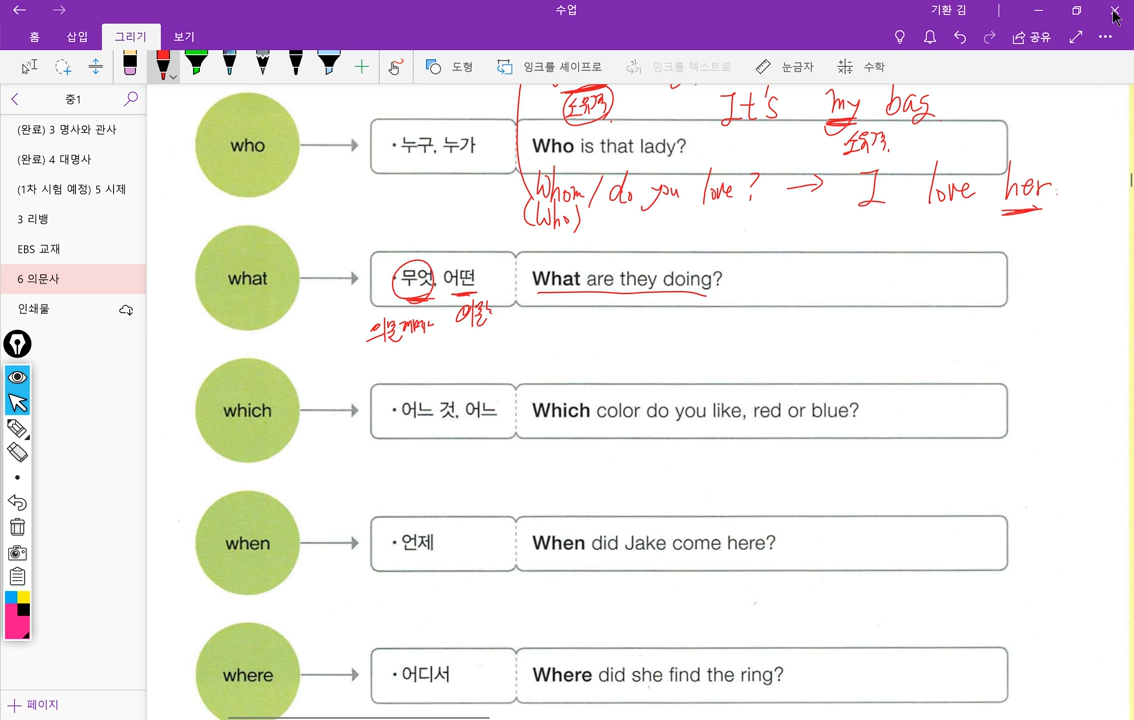 수업
기환 김
홈 삽입 그리기 보기
공유
도형 잉크를 셰이프로 잉크를 텍스트로 눈금자 수학
중1
(완료) 3 명사와 관사
(완료) 4 대명사
(1차 시험 예정) 5 시제
3 리뱅
EBS 교재
6 의문사
인쇄물
페이지
소유격
It's my bag.
소유격.
who
· 누구, 누가
Who is that lady?
Whom / do you love? → I love her.
(Who)
what
· 무엇, 어떤
What are they doing?
which
· 어느 것, 어느
Which color do you like, red or blue?
when
· 언제
When did Jake come here?
where
· 어디서
Where did she find the ring?